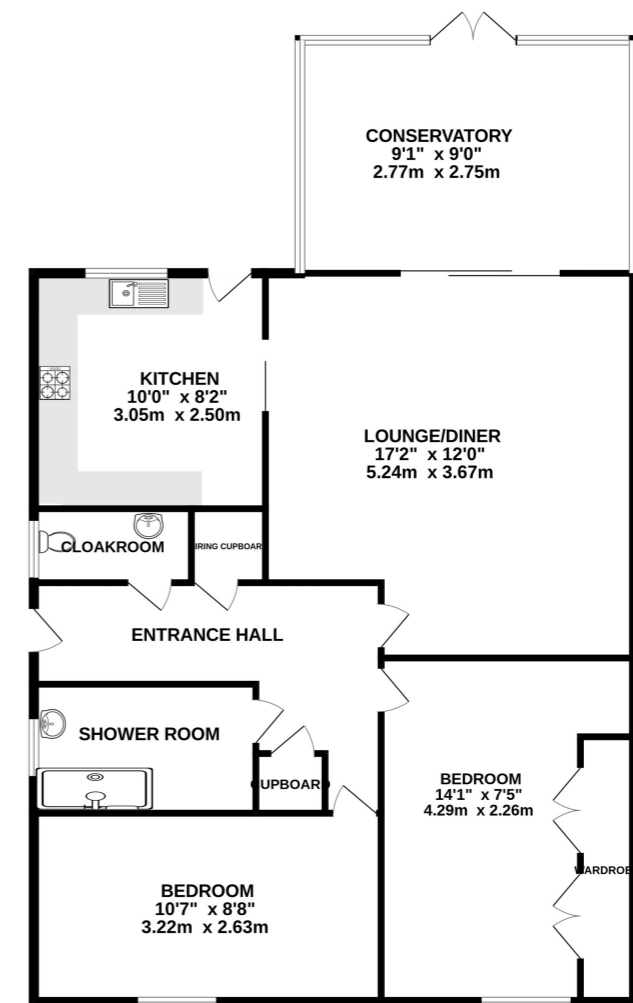 CONSERVATORY
9'1" x 9'0"
2.77m x 2.75m
KITCHEN
10'0" x 8'2"
3.05m x 2.50m
LOUNGE/DINER
17'2" x 12'0"
5.24m x 3.67m
CLOAKROOM
IRING CUPBOAR
ENTRANCE HALL
SHOWER ROOM
CUPBOARD
BEDROOM
14'1" x 7'5"
4.29m x 2.26m
WARDROBE
BEDROOM
10'7" x 8'8"
3.22m x 2.63m